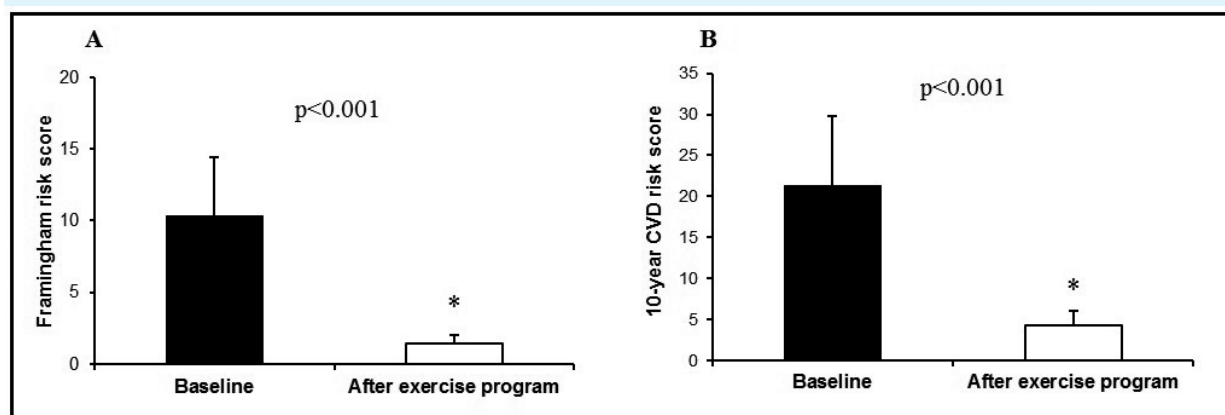 A
Framingham risk score
20
15
10
5
0
p<0.001
*
Baseline
After exercise program
B
10-year CVD risk score
35
30
25
20
15
10
5
0
p<0.001
*
Baseline
After exercise program